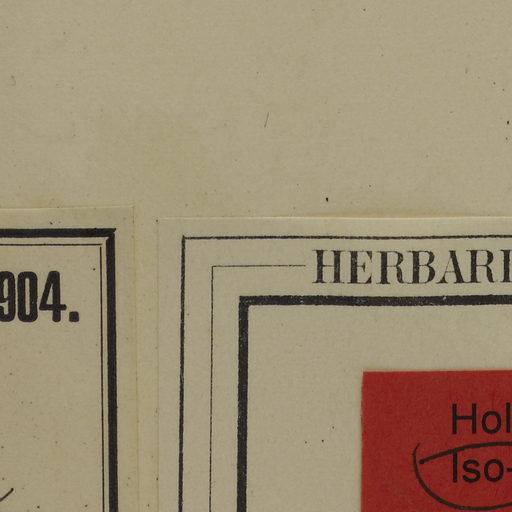 904.
HERBARI
Hol
Iso-